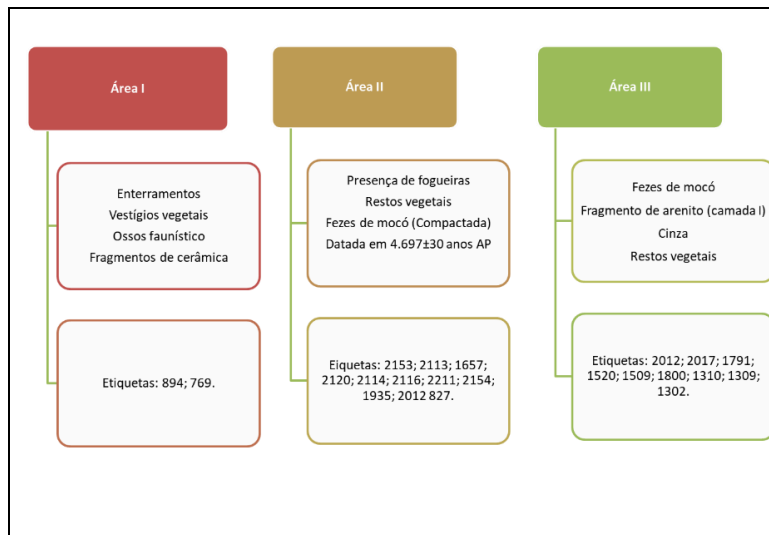 Área I
Enterramentos
Vestígios vegetais
Ossos faunístico
Fragmentos de cerâmica
Etiquetas: 894; 769.
Área II
Presença de fogueiras
Restos vegetais
Fezes de mocó (Compactada)
Datada em 4.697±30 anos AP
Eiquetas: 2153; 2113; 1657;
2120; 2114; 2116; 2211; 2154;
1935; 2012 827.
Área III
Fezes de mocó
Fragmento de arenito (camada I)
Cinza
Restos vegetais
Etiquetas: 2012; 2017; 1791;
1520; 1509; 1800; 1310; 1309;
1302.